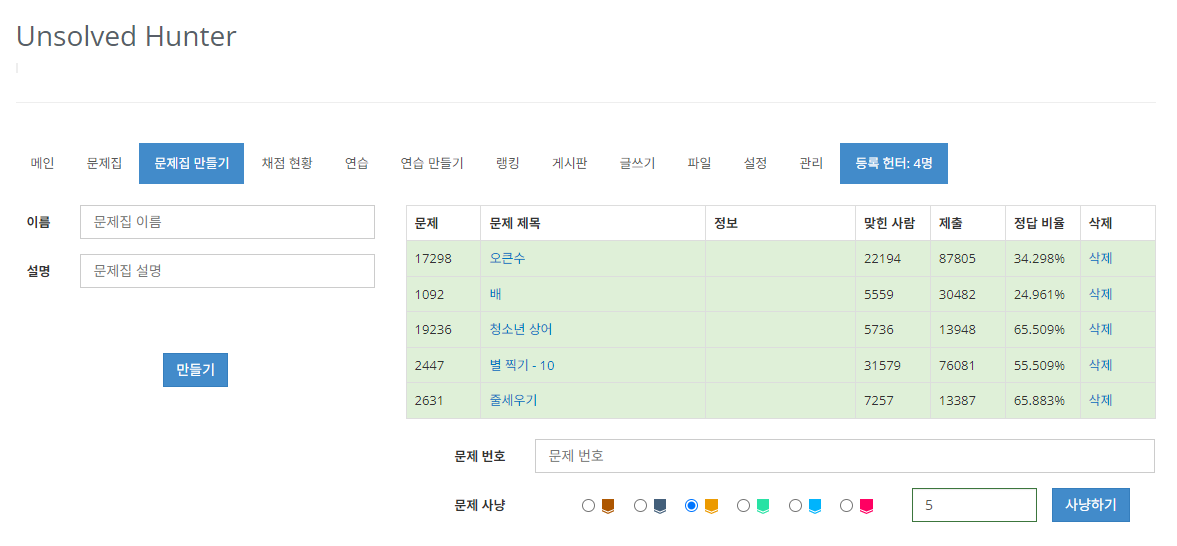 Unsolved Hunter
메인 문제집 문제집 만들기 채점 현황 연습 연습 만들기 랭킹 게시판 글쓰기 파일 설정 관리 등록 헌터: 4명
이름 문제집 이름
설명 문제집 설명
만들기
문제 문제 제목 정보 맞힌 사람 제출 정답 비율 삭제
17298 오큰수 22194 87805 34.298% 삭제
1092 배 5559 30482 24.961% 삭제
19236 청소년 상어 5736 13948 65.509% 삭제
2447 별 찍기 - 10 31579 76081 55.509% 삭제
2631 줄세우기 7257 13387 65.883% 삭제
문제 번호 문제 번호
문제 사냥 5 사냥하기